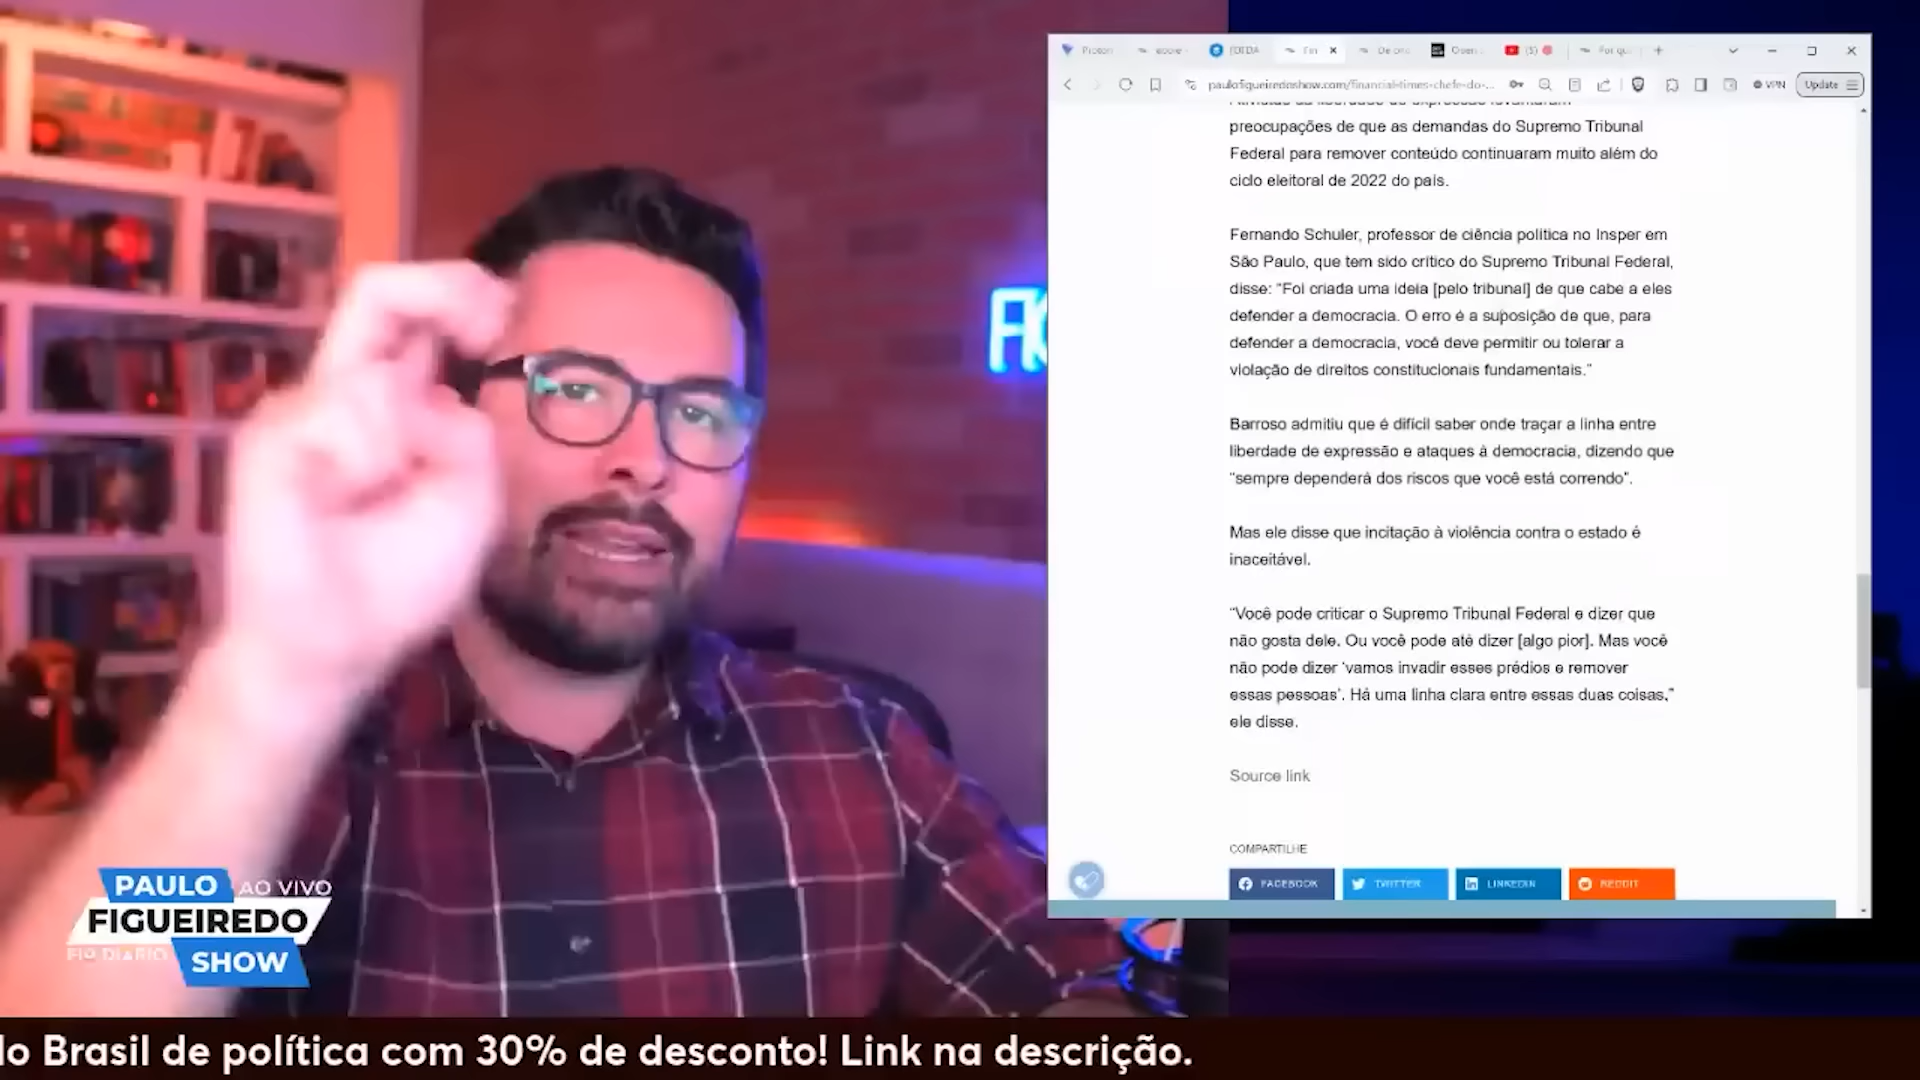 paulofigueiredoshow.com/financial-times-chefe-do-...
VPN
Update
preocupações de que as demandas do Supremo Tribunal
Federal para remover conteúdo continuaram muito além do
ciclo eleitoral de 2022 do país.
Fernando Schuler, professor de ciência política no Insper em
São Paulo, que tem sido crítico do Supremo Tribunal Federal,
disse: “Foi criada uma ideia [pelo tribunal] de que cabe a eles
defender a democracia. O erro é a suposição de que, para
defender a democracia, você deve permitir ou tolerar a
violação de direitos constitucionais fundamentais.”
Barroso admitiu que é difícil saber onde traçar a linha entre
liberdade de expressão e ataques à democracia, dizendo que
“sempre dependerá dos riscos que você está correndo”.
Mas ele disse que incitação à violência contra o estado é
inaceitável.
“Você pode criticar o Supremo Tribunal Federal e dizer que
não gosta dele. Ou você pode até dizer [algo pior]. Mas você
não pode dizer ‘vamos invadir esses prédios e remover
essas pessoas’. Há uma linha clara entre essas duas coisas,”
ele disse.
Source link
COMPARTILHE
FACEBOOK
TWITTER
LINKEDIN
REDDIT
PAULO AO VIVO
FIGUEIREDO
SHOW
lo Brasil de política com 30% de desconto! Link na descrição.